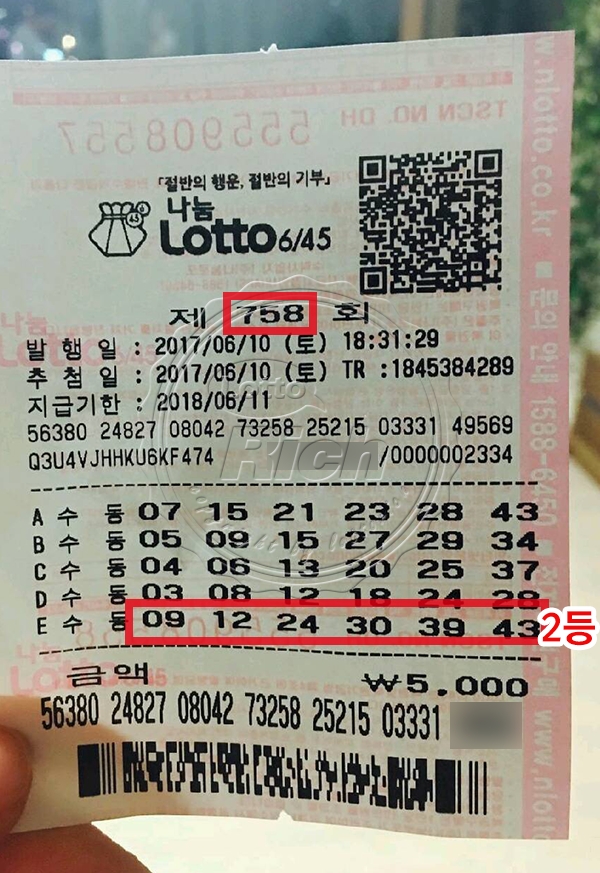 TSCN NO. DH 555908557
「절반의 행운, 절반의 기부」
나눔
Lotto 6/45
제 758 회
발 행 일 : 2017/06/10 (토) 18:31:29
추 첨 일 : 2017/06/10 (토) TR :1845384289
지급기한 : 2018/06/11
56380 24827 08042 73258 25215 03331 49569
Q3U4VJHHKU6KF474 /0000002334
Lotto
Rich
A 수 동 07 15 21 23 28 43
B 수 동 05 09 15 27 29 34
C 수 동 04 06 13 20 25 37
D 수 동 03 08 12 18 24 28
E 수 동 09 12 24 30 39 43
2등
금액 ₩5,000
56380 24827 08042 73258 25215 03331